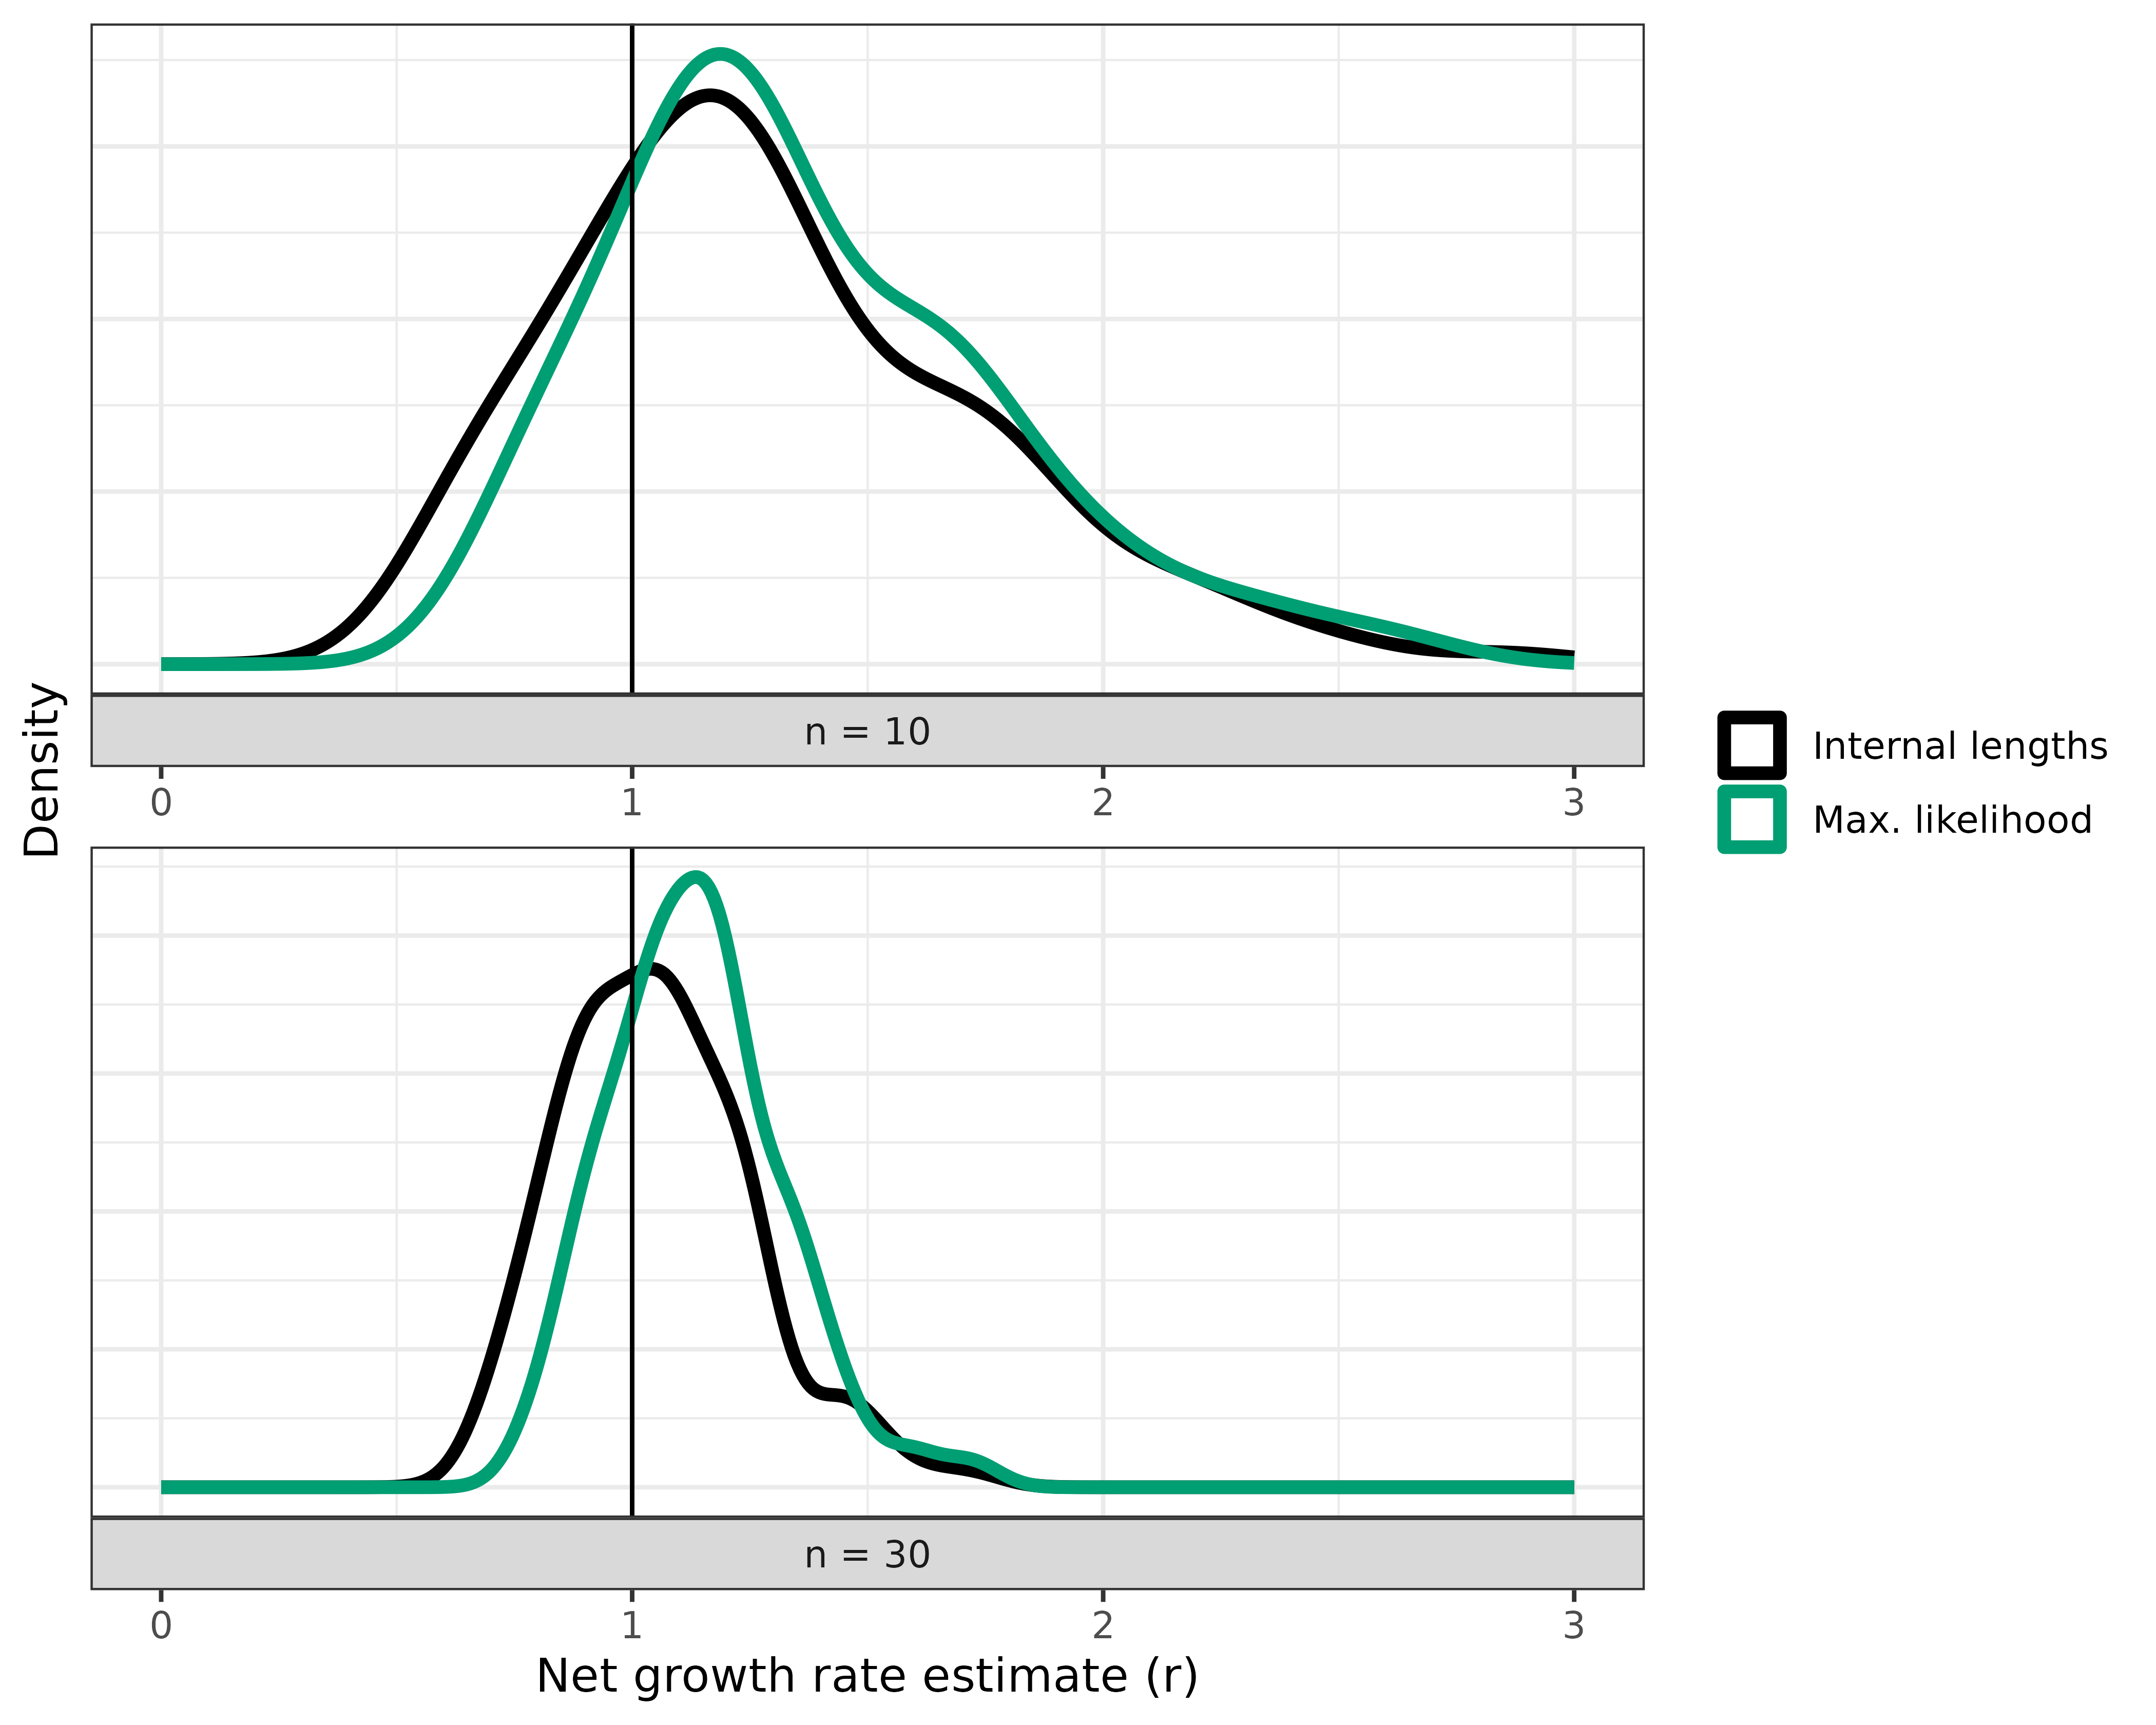 Density
n = 10
0 1 2 3
n = 30
0 1 2 3
Net growth rate estimate (r)
Internal lengths
Max. likelihood